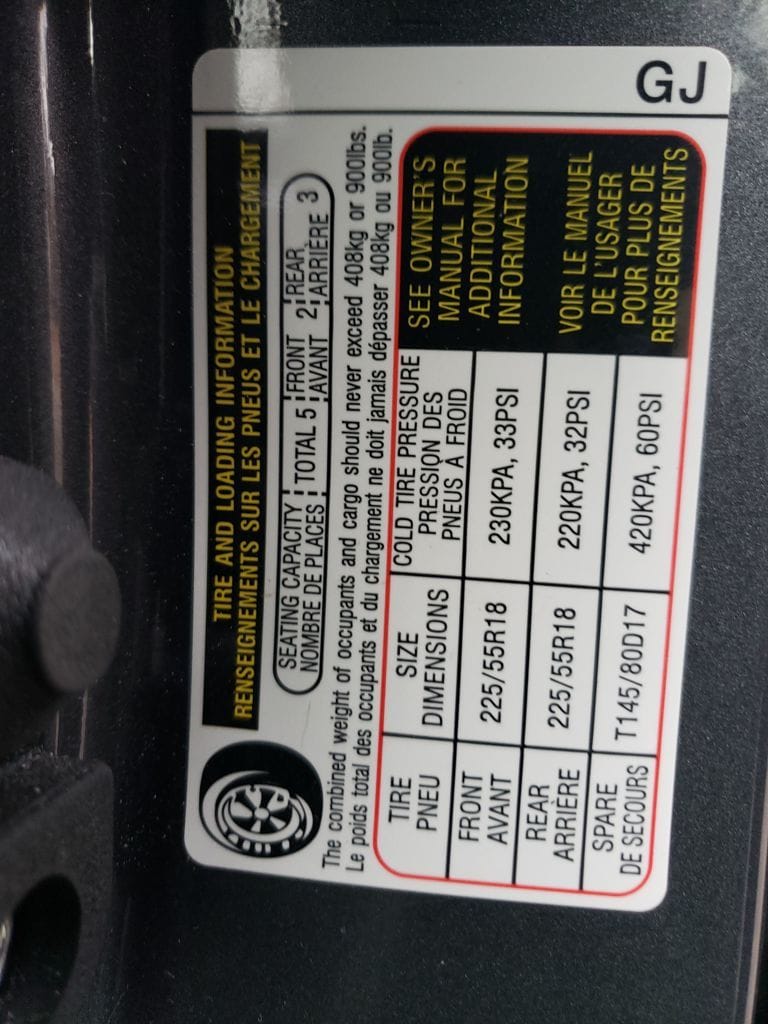 GJ
TIRE AND LOADING INFORMATION
RENSEIGNEMENTS SUR LES PNEUS ET LE CHARGEMENT
SEATING CAPACITY TOTAL 5 FRONT 2 REAR 3
NOMBRE DE PLACES AVANT ARRIÈRE
The combined weight of occupants and cargo should never exceed 408kg or 900lbs.
Le poids total des occupants et du chargement ne doit jamais dépasser 408kg ou 900lb.
TIRE SIZE COLD TIRE PRESSURE
PNEU DIMENSIONS PRESSION DES
PNEUS À FROID
FRONT 225/55R18 230KPA, 33PSI
AVANT
REAR 225/55R18 220KPA, 32PSI
ARRIÈRE
SPARE T145/80D17 420KPA, 60PSI
DE SECOURS
SEE OWNER'S
MANUAL FOR
ADDITIONAL
INFORMATION
VOIR LE MANUEL
DE L'USAGER
POUR PLUS DE
RENSEIGNEMENTS